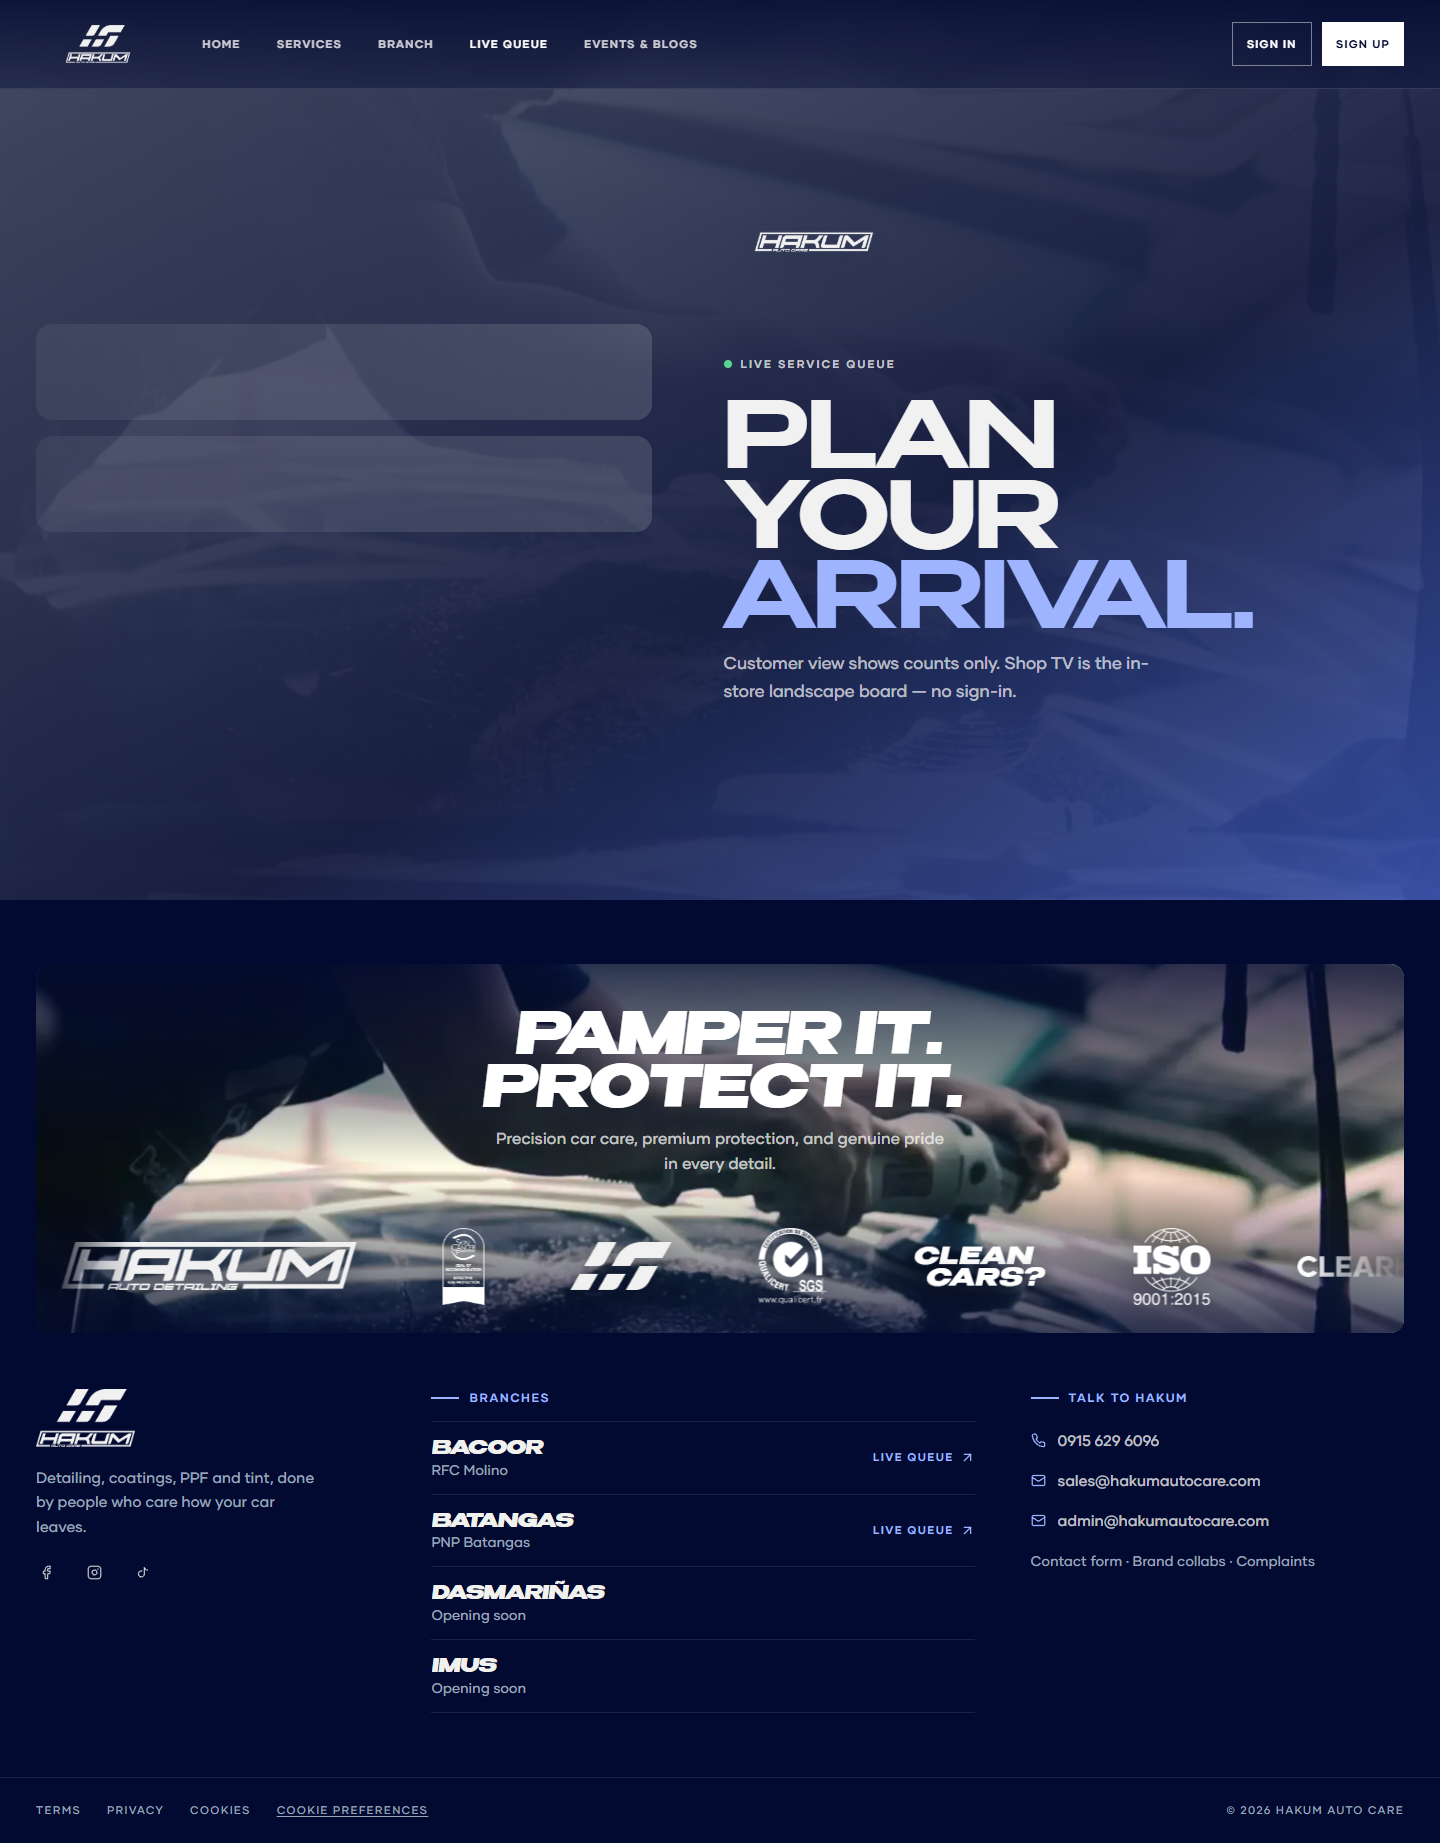 HAKUM
HOME
SERVICES
BRANCH
LIVE QUEUE
EVENTS & BLOGS
SIGN IN
SIGN UP
HAKUM
LIVE SERVICE QUEUE
PLAN
YOUR
ARRIVAL.
Customer view shows counts only. Shop TV is the in-
store landscape board — no sign-in.
PAMPER IT.
PROTECT IT.
Precision car care, premium protection, and genuine pride
in every detail.
HAKUM
AUTO DETAILING
SKIN
CANCER
QUALICERT
SGS
www.qualicert.fr
CLEAN
CARS?
ISO
9001:2015
CLEAR
HAKUM
Detailing, coatings, PPF and tint, done
by people who care how your car
leaves.
BRANCHES
BACOOR
RFC Molino
LIVE QUEUE
BATANGAS
PNP Batangas
LIVE QUEUE
DASMARIÑAS
Opening soon
IMUS
Opening soon
TALK TO HAKUM
0915 629 6096
sales@hakumautocare.com
admin@hakumautocare.com
Contact form · Brand collabs · Complaints
TERMS
PRIVACY
COOKIES
COOKIE PREFERENCES
© 2026 HAKUM AUTO CARE